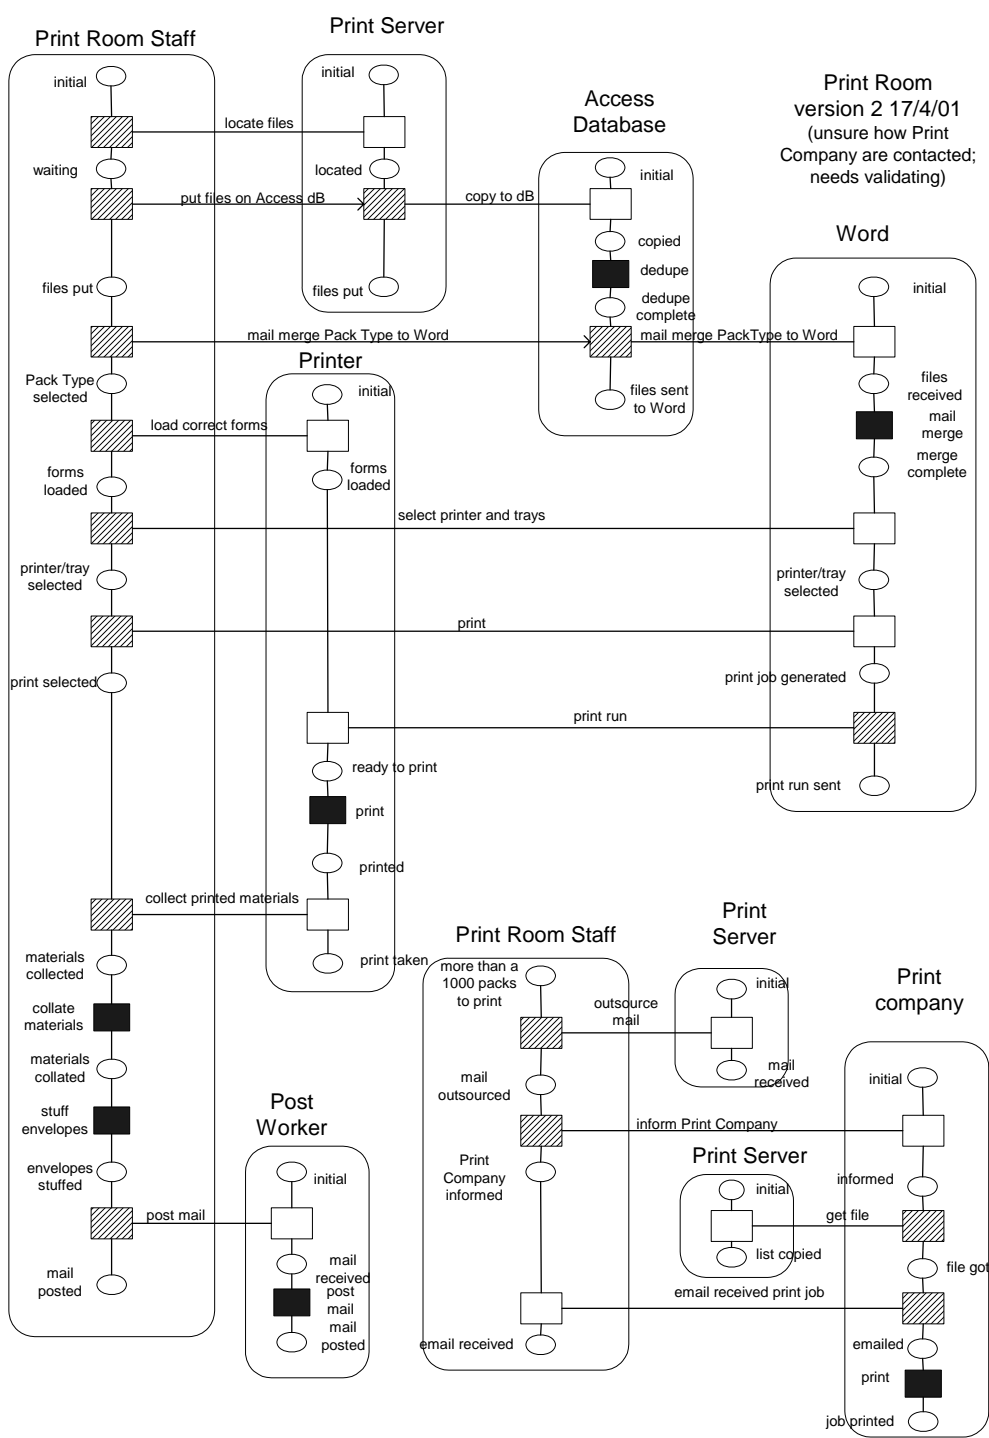 Print Room Staff
initial
waiting
files put
Pack Type
selected
forms
loaded
printer/tray
selected
print selected
materials
collected
collate
materials
materials
collated
stuff
envelopes
envelopes
stuffed
mail
posted
locate files
put files on Access dB
copy to dB
mail merge Pack Type to Word
mail merge PackType to Word
load correct forms
select printer and trays
print
print run
collect printed materials
post mail
Print Server
initial
located
files put
Access
Database
initial
copied
dedupe
dedupe
complete
files sent
to Word
Print Room
version 2 17/4/01
(unsure how Print
Company are contacted;
needs validating)
Word
initial
files
received
mail
merge
merge
complete
printer/tray
selected
print job generated
print run sent
Printer
initial
forms
loaded
ready to print
print
printed
print taken
Post
Worker
initial
mail
received
post
mail
mail
posted
Print Room Staff
more than a
1000 packs
to print
mail
outsourced
Print
Company
informed
email received
outsource
mail
inform Print Company
get file
email received print job
Print
Server
initial
mail
received
Print Server
initial
list copied
Print
company
initial
informed
file got
emailed
print
job printed